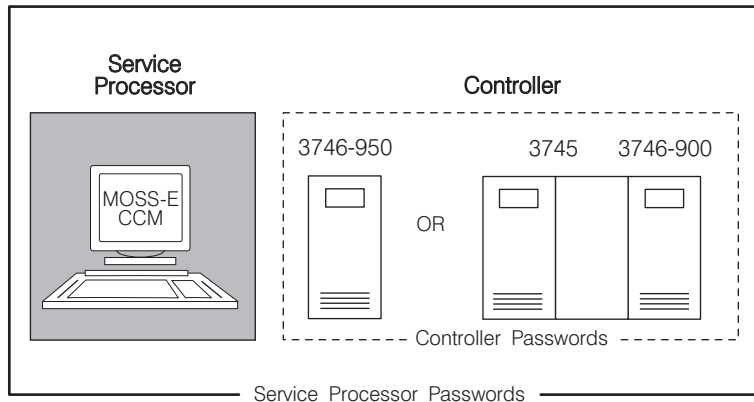 Service
Processor
Controller
MOSS-E
CCM
3746-950
OR
3745
3746-900
Controller Passwords
Service Processor Passwords